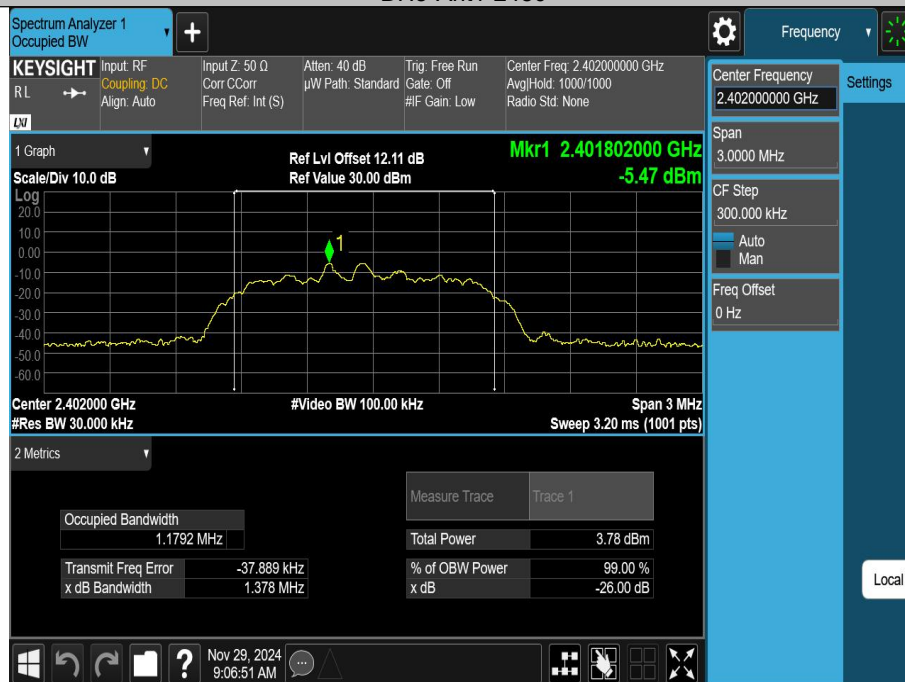 Spectrum Analyzer 1
Occupied BW
Frequency
KEYSIGHT
RL
LXI
Input: RF
Coupling: DC
Align: Auto
Input Z: 50 Ω
Corr CCorr
Freq Ref: Int (S)
Atten: 40 dB
µW Path: Standard
Trig: Free Run
Gate: Off
#IF Gain: Low
Center Freq: 2.402000000 GHz
Avg|Hold: 1000/1000
Radio Std: None
Center Frequency
2.402000000 GHz
Settings
Span
3.0000 MHz
CF Step
300.000 kHz
Auto
Man
Freq Offset
0 Hz
Local
1 Graph
Scale/Div 10.0 dB
Ref Lvl Offset 12.11 dB
Ref Value 30.00 dBm
Mkr1 2.401802000 GHz
-5.47 dBm
Log
20.0
10.0
0.00
-10.0
-20.0
-30.0
-40.0
-50.0
-60.0
1
Center 2.402000 GHz
#Video BW 100.00 kHz
Span 3 MHz
#Res BW 30.000 kHz
Sweep 3.20 ms (1001 pts)
2 Metrics
Measure Trace
Trace 1
Occupied Bandwidth
1.1792 MHz
Total Power
3.78 dBm
Transmit Freq Error
-37.889 kHz
% of OBW Power
99.00 %
x dB Bandwidth
1.378 MHz
x dB
-26.00 dB
?
Nov 29, 2024
9:06:51 AM